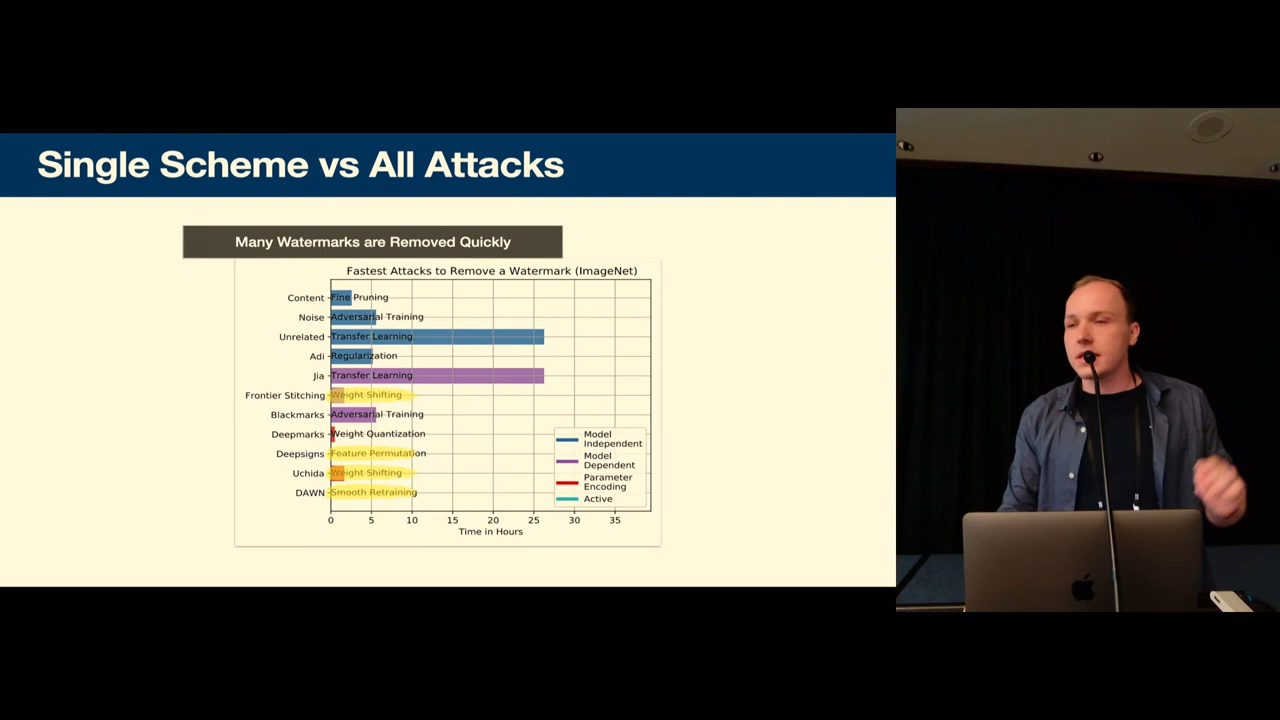 Single Scheme vs All Attacks
Many Watermarks are Removed Quickly
Fastest Attacks to Remove a Watermark (ImageNet)
Content Fine Pruning
Noise Adversarial Training
Unrelated Transfer Learning
Adi Regularization
Jia Transfer Learning
Frontier Stitching Weight Shifting
Blackmarks Adversarial Training
Deepmarks Weight Quantization
Deepsigns Feature Permutation
Uchida Weight Shifting
DAWN Smooth Retraining
Model
Independent
Model
Dependent
Parameter
Encoding
Active
0 5 10 15 20 25 30 35
Time in Hours